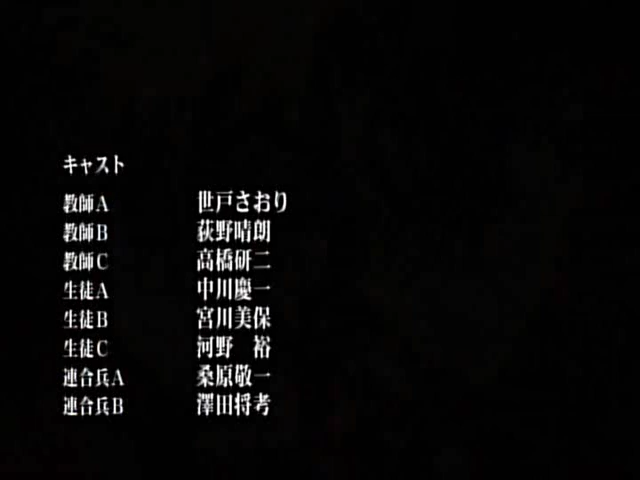 キャスト
教師A 世戸さおり
教師B 荻野晴朗
教師C 高橋研二
生徒A 中川慶一
生徒B 宮川美保
生徒C 河野　裕
連合兵A 桑原敬一
連合兵B 澤田将考